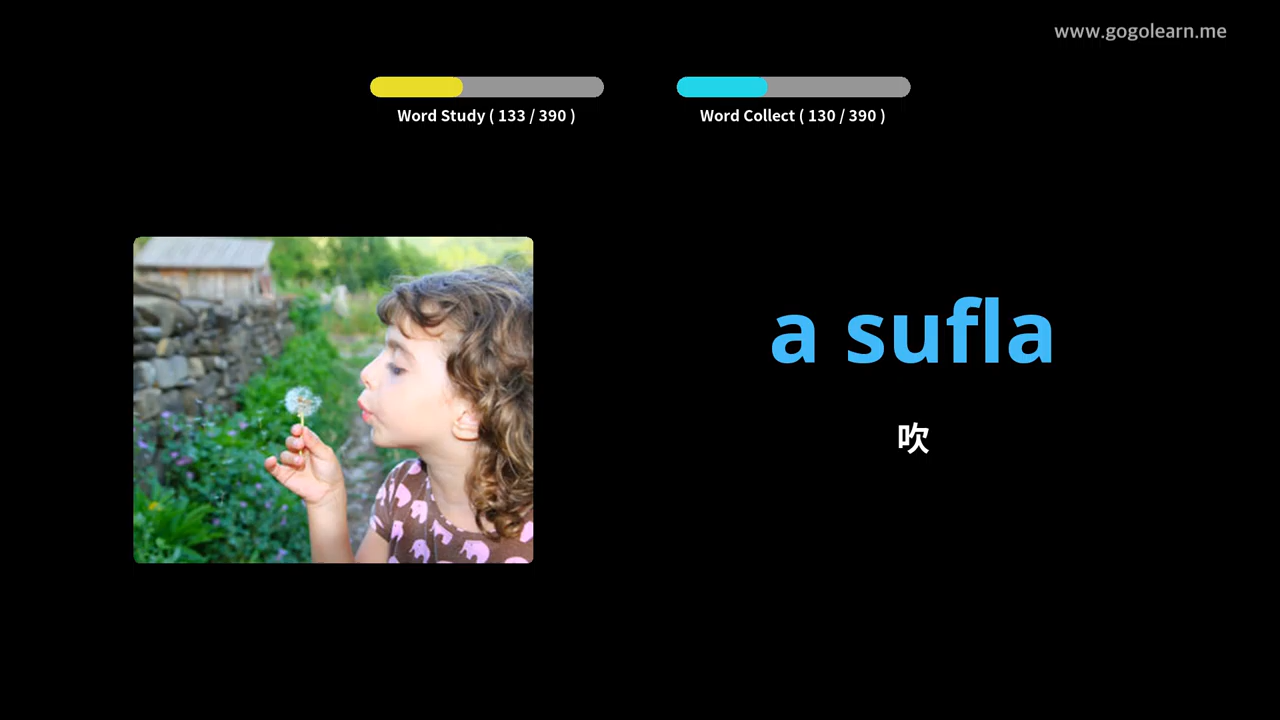 www.gogolearn.me
Word Study ( 133 / 390 )
Word Collect ( 130 / 390 )
a sufla
吹